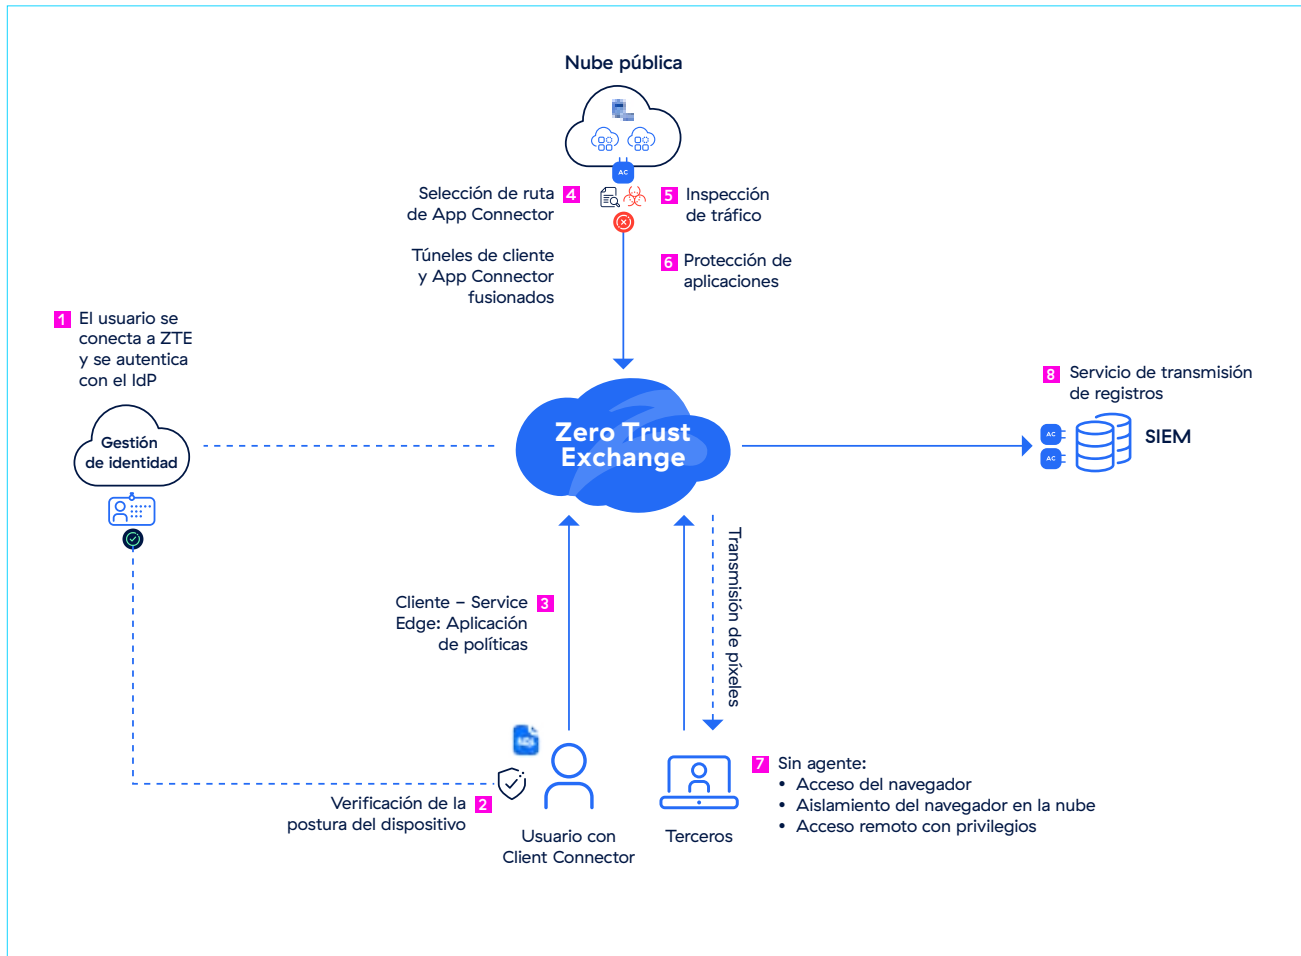 Nube pública
AC
Selección de ruta
de App Connector
4
5
Inspección
de tráfico
Túneles de cliente
y App Connector
fusionados
6
Protección de
aplicaciones
1
El usuario se
conecta a ZTE
y se autentica
con el IdP
Gestión
de identidad
Zero Trust
Exchange
8
Servicio de transmisión
de registros
AC
AC
SIEM
Cliente – Service
Edge: Aplicación
de políticas
3
Transmisión de píxeles
Verificación de la
postura del dispositivo
2
Usuario con
Client Connector
Terceros
7
Sin agente:
• Acceso del navegador
• Aislamiento del navegador en la nube
• Acceso remoto con privilegios